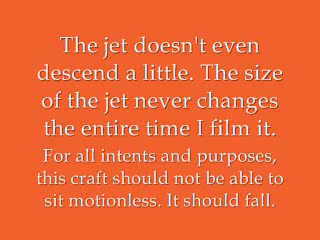 The jet doesn't even
descend a little. The size
of the jet never changes
the entire time I film it.
For all intents and purposes,
this craft should not be able to
sit motionless. It should fall.